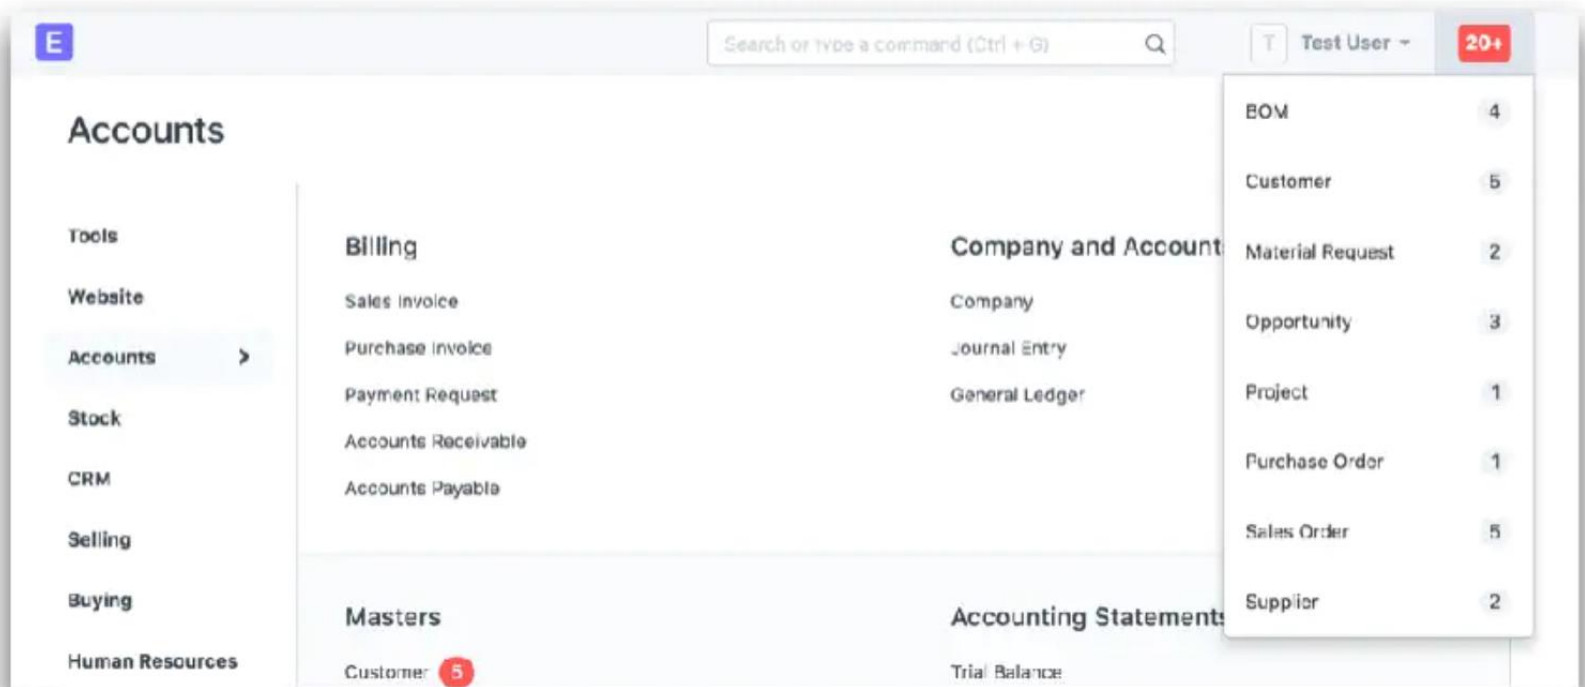 E
Search or type a command (Ctrl + G)
T
Test User
20+
Accounts
Tools
Website
Accounts
Stock
CRM
Selling
Buying
Human Resources
Billing
Sales Invoice
Purchase Invoice
Payment Request
Accounts Receivable
Accounts Payable
Company and Account
Company
Journal Entry
General Ledger
Masters
Customer 5
Accounting Statements
Trial Balance
BOM 4
Customer 5
Material Request 2
Opportunity 3
Project 1
Purchase Order 1
Sales Order 5
Supplier 2